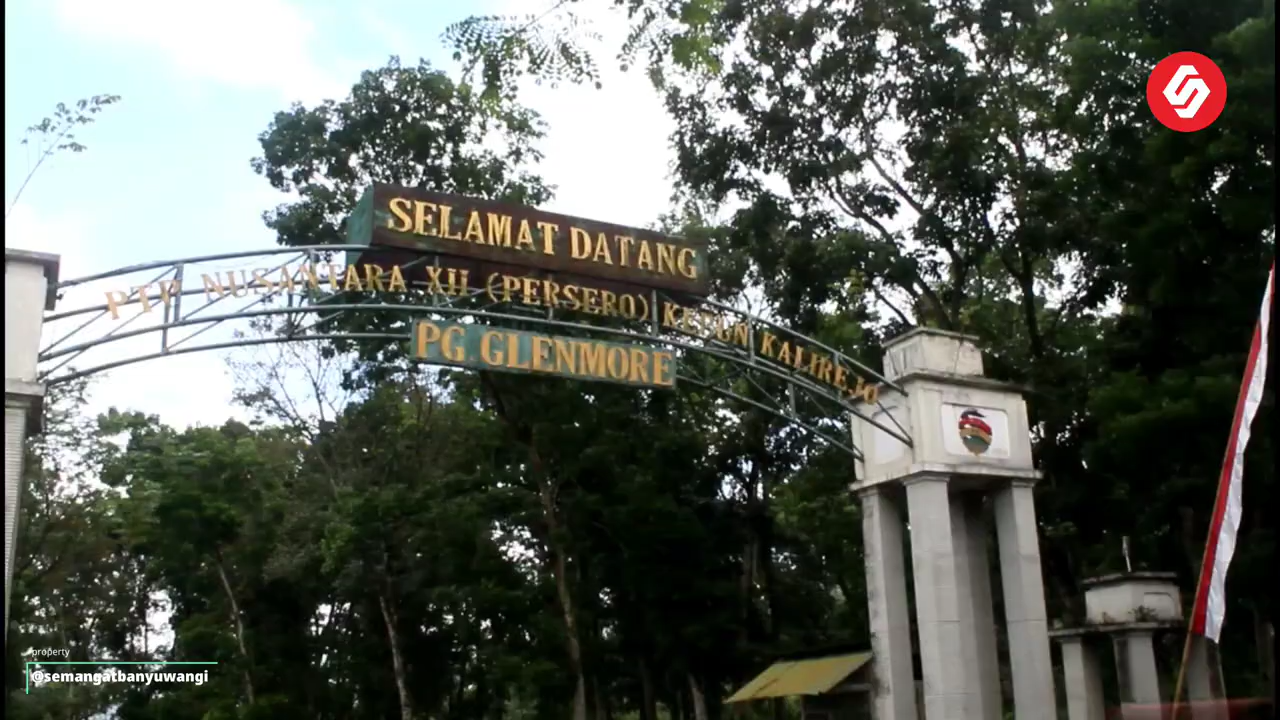 SELAMAT DATANG
PTP NUSANTARA XII (PERSERO) KEBUN KALIREJO
PG GLENMORE
property
@semangatbanyuwangi